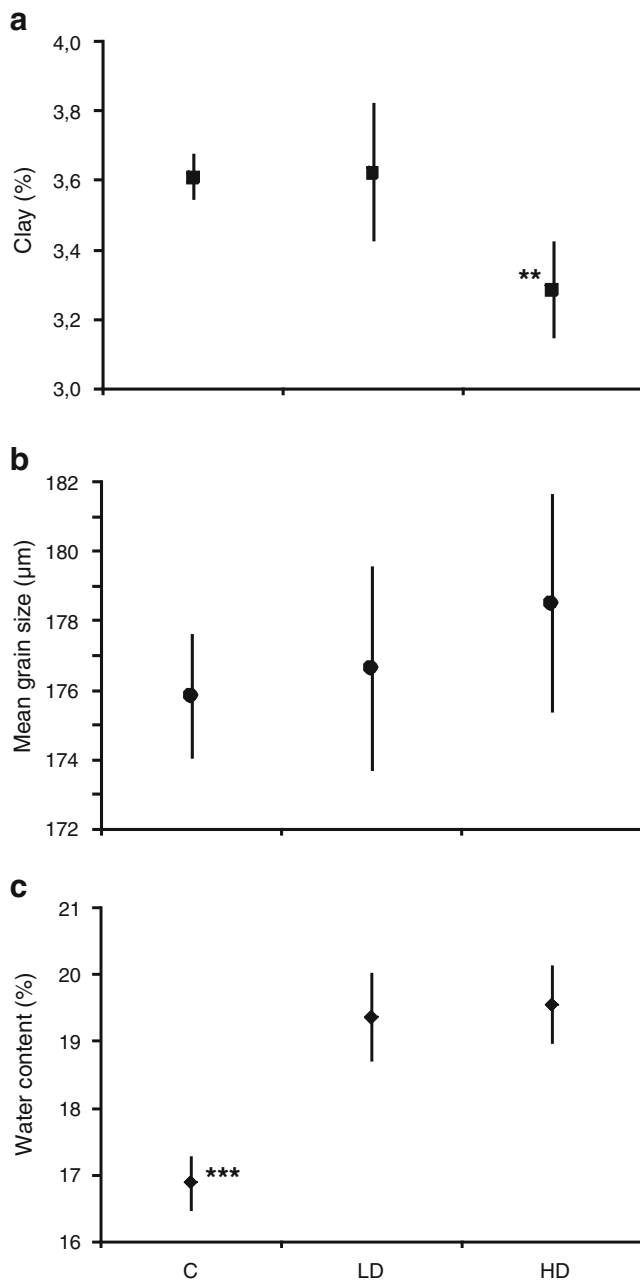 a
4,0
3,8
3,6
3,4
3,2
3,0
Clay (%)
**
b
182
180
178
176
174
172
Mean grain size (µm)
c
21
20
19
18
17
16
Water content (%)
***
C LD HD